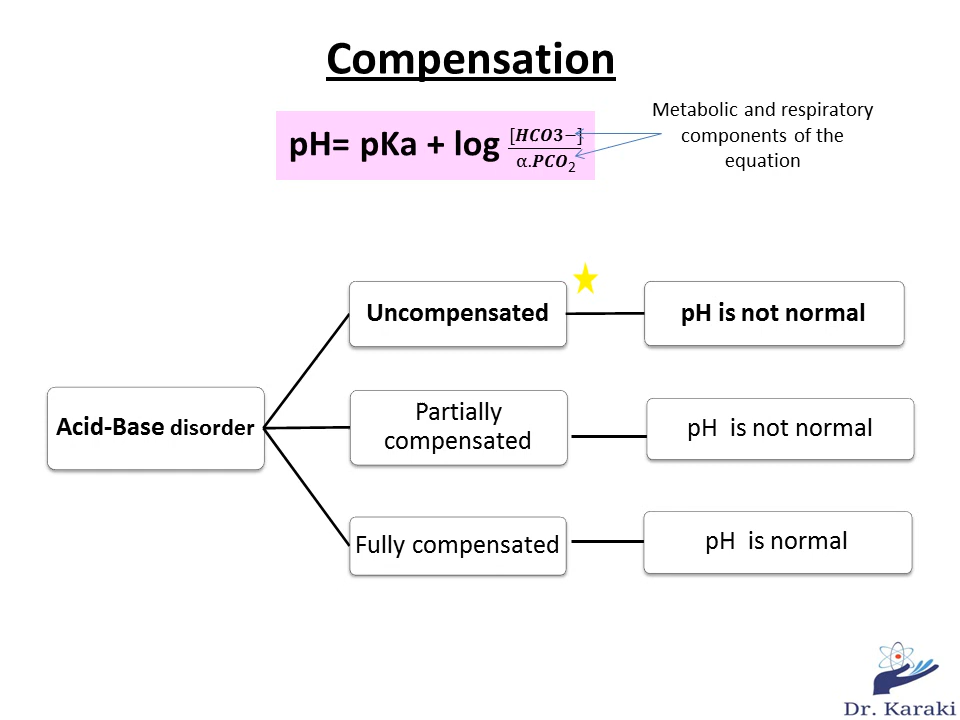 Compensation
pH= pKa + log [HCO3−] / α.PCO₂
Metabolic and respiratory
components of the
equation
Uncompensated
pH is not normal
Acid-Base disorder
Partially
compensated
pH is not normal
Fully compensated
pH is normal
Dr. Karaki